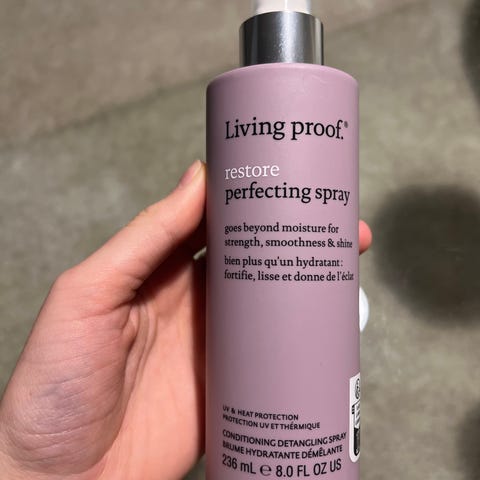 Living proof.®
restore
perfecting spray
goes beyond moisture for
strength, smoothness & shine
bien plus qu'un hydratant :
fortifie, lisse et donne de l'éclat
UV & HEAT PROTECTION
PROTECTION UV ET THERMIQUE
CONDITIONING DETANGLING SPRAY
BRUME HYDRATANTE DÉMÊLANTE
236 mL ℮ 8.0 FL OZ US